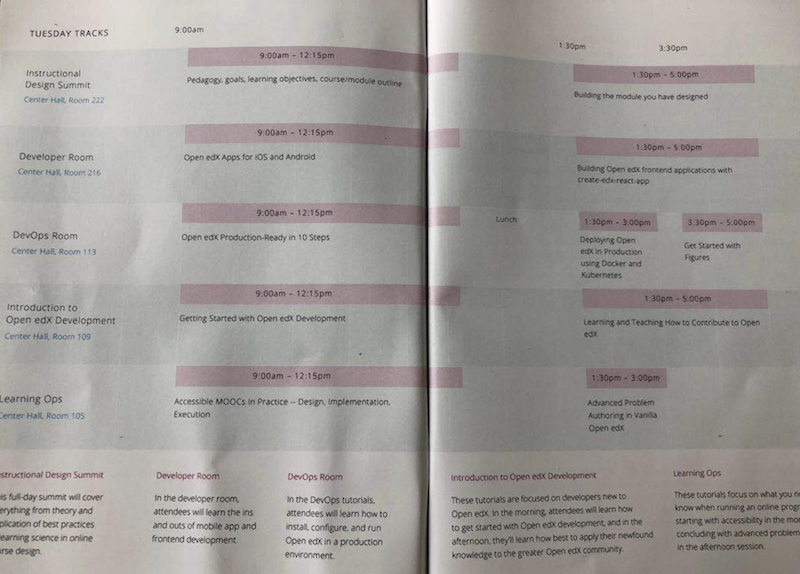 TUESDAY TRACKS
9:00am
1:30pm
3:30pm
Instructional
Design Summit
Center Hall, Room 222
9:00am – 12:15pm
Pedagogy, goals, learning objectives, course/module outline
1:30pm – 5:00pm
Building the module you have designed
Developer Room
Center Hall, Room 216
9:00am – 12:15pm
Open edX Apps for iOS and Android
1:30pm – 5:00pm
Building Open edX frontend applications with
create-edx-react-app
DevOps Room
Center Hall, Room 113
9:00am – 12:15pm
Open edX Production-Ready in 10 Steps
Lunch
1:30pm – 3:00pm
Deploying Open
edX in Production
using Docker and
Kubernetes
3:30pm – 5:00pm
Get Started with
Figures
Introduction to
Open edX Development
Center Hall, Room 109
9:00am – 12:15pm
Getting Started with Open edX Development
1:30pm – 5:00pm
Learning and Teaching How to Contribute to Open
edX
Learning Ops
Center Hall, Room 105
9:00am – 12:15pm
Accessible MOOCs In Practice -- Design, Implementation,
Execution
1:30pm – 3:00pm
Advanced Problem
Authoring in Vanilla
Open edX
structional Design Summit
is full-day summit will cover
erything from theory and
plication of best practices
learning science in online
urse design.
Developer Room
In the developer room,
attendees will learn the ins
and outs of mobile app and
frontend development.
DevOps Room
In the DevOps tutorials,
attendees will learn how to
install, configure, and run
Open edX in a production
environment.
Introduction to Open edX Development
These tutorials are focused on developers new to
Open edX. In the morning, attendees will learn how
to get started with Open edX development, and in the
afternoon, they'll learn how best to apply their newfound
knowledge to the greater Open edX community.
Learning Ops
These tutorials focus on what you n
know when running an online progr
starting with accessibility in the mor
concluding with advanced problem
in the afternoon session.